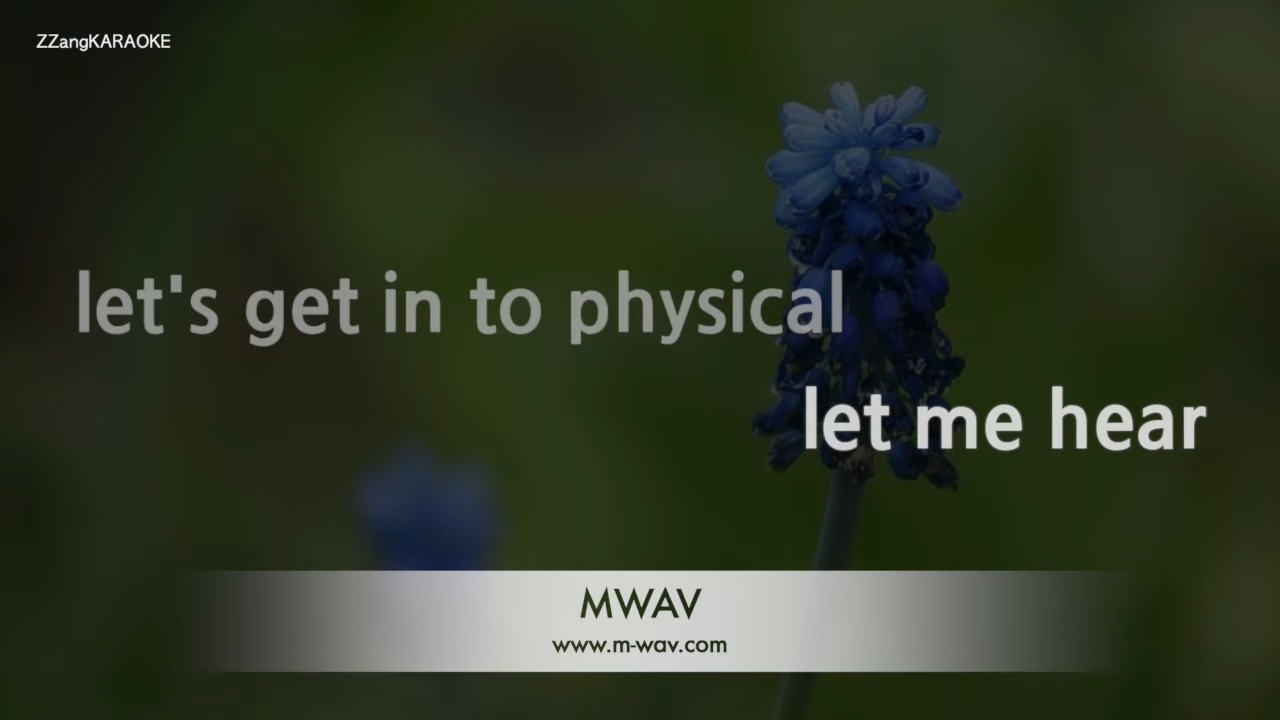 ZZangKARAOKE
let's get in to physical
let me hear
MWAV
www.m-wav.com